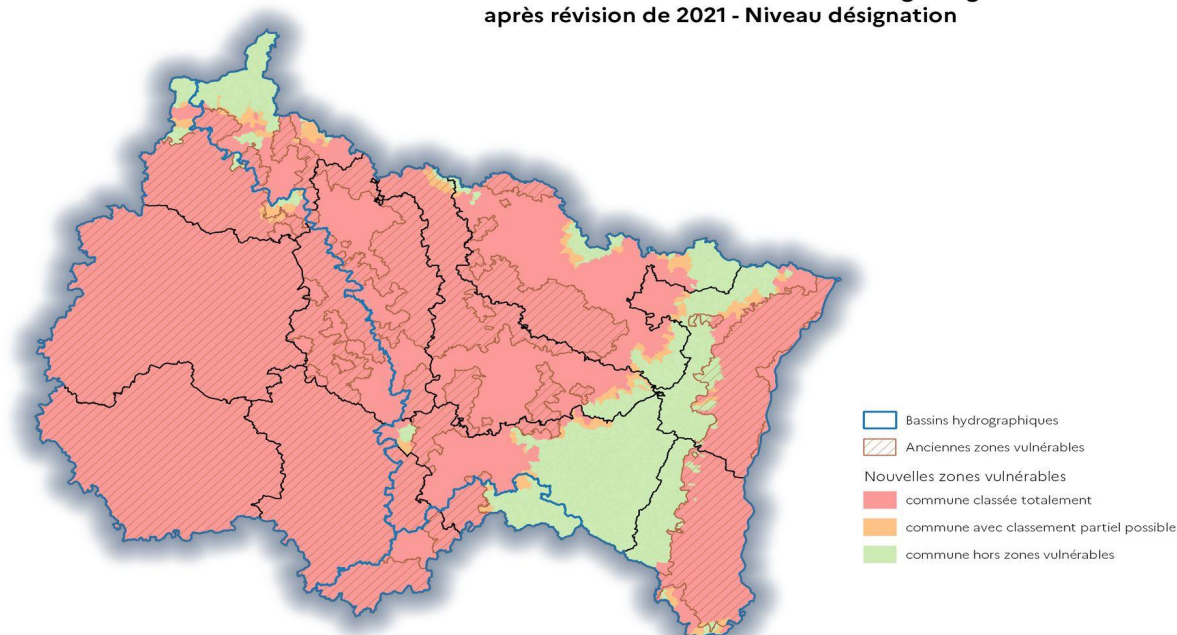 après révision de 2021 - Niveau désignation
Bassins hydrographiques
Anciennes zones vulnérables
Nouvelles zones vulnérables
commune classée totalement
commune avec classement partiel possible
commune hors zones vulnérables